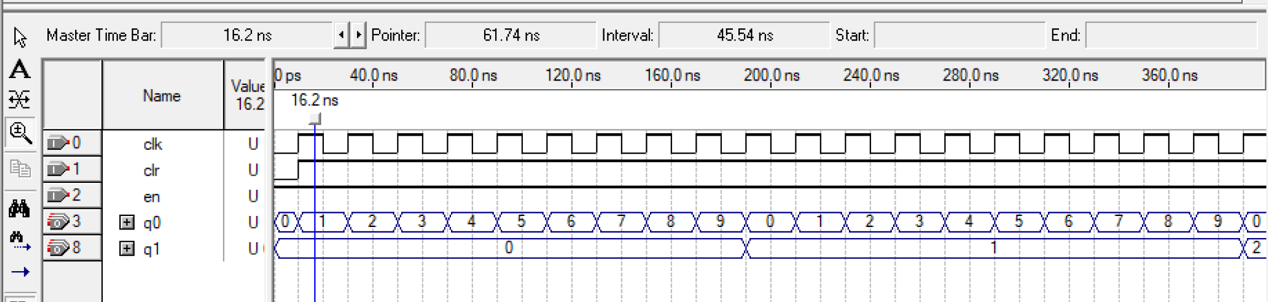 Master Time Bar: 16.2 ns Pointer: 61.74 ns Interval: 45.54 ns Start: End:
A
Name Value 16.2
0 ps 40.0 ns 80.0 ns 120.0 ns 160.0 ns 200.0 ns 240.0 ns 280.0 ns 320.0 ns 360.0 ns
16.2 ns
0 clk U
1 clr U
2 en U
3 q0 U 0 1 2 3 4 5 6 7 8 9 0 1 2 3 4 5 6 7 8 9 0
8 q1 U 0 1 2